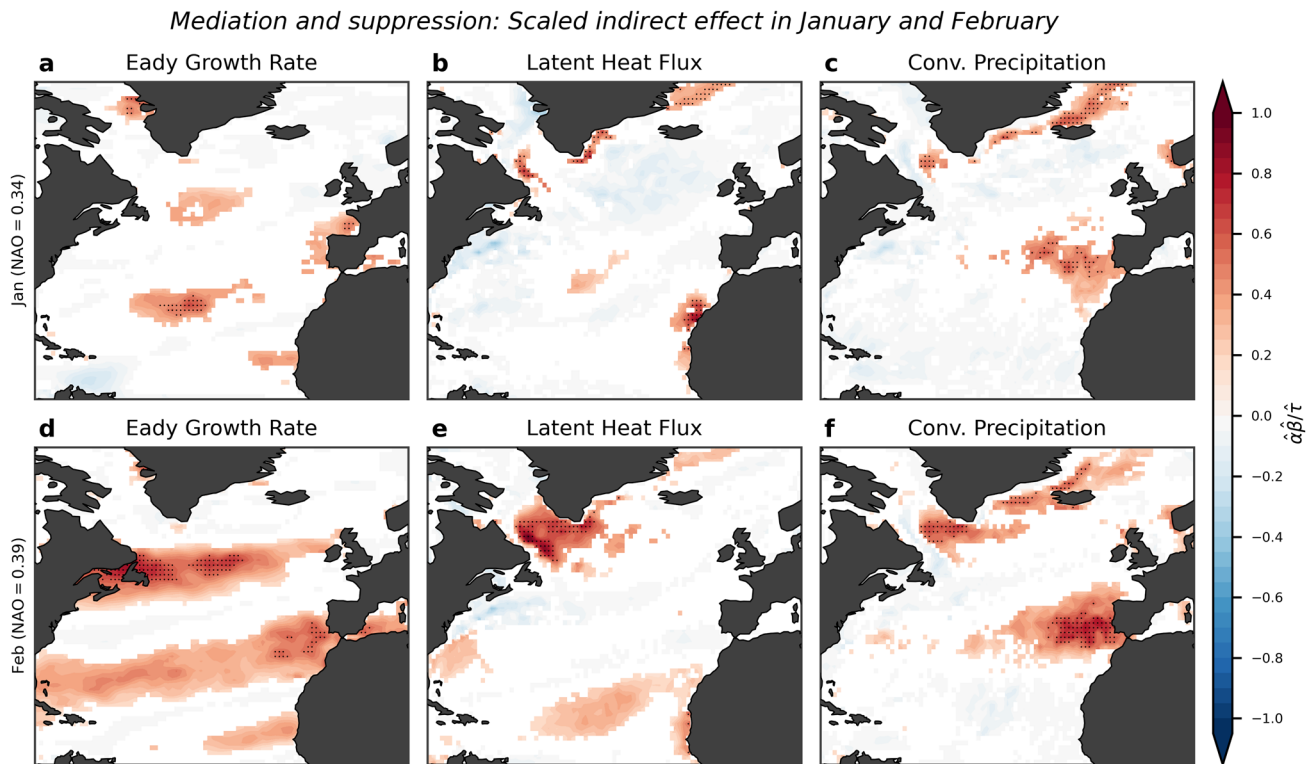 Mediation and suppression: Scaled indirect effect in January and February
a Eady Growth Rate
b Latent Heat Flux
c Conv. Precipitation
Jan (NAO = 0.34)
d Eady Growth Rate
e Latent Heat Flux
f Conv. Precipitation
Feb (NAO = 0.39)
1.0
0.8
0.6
0.4
0.2
0.0
−0.2
−0.4
−0.6
−0.8
−1.0
α̂β̂/τ̂